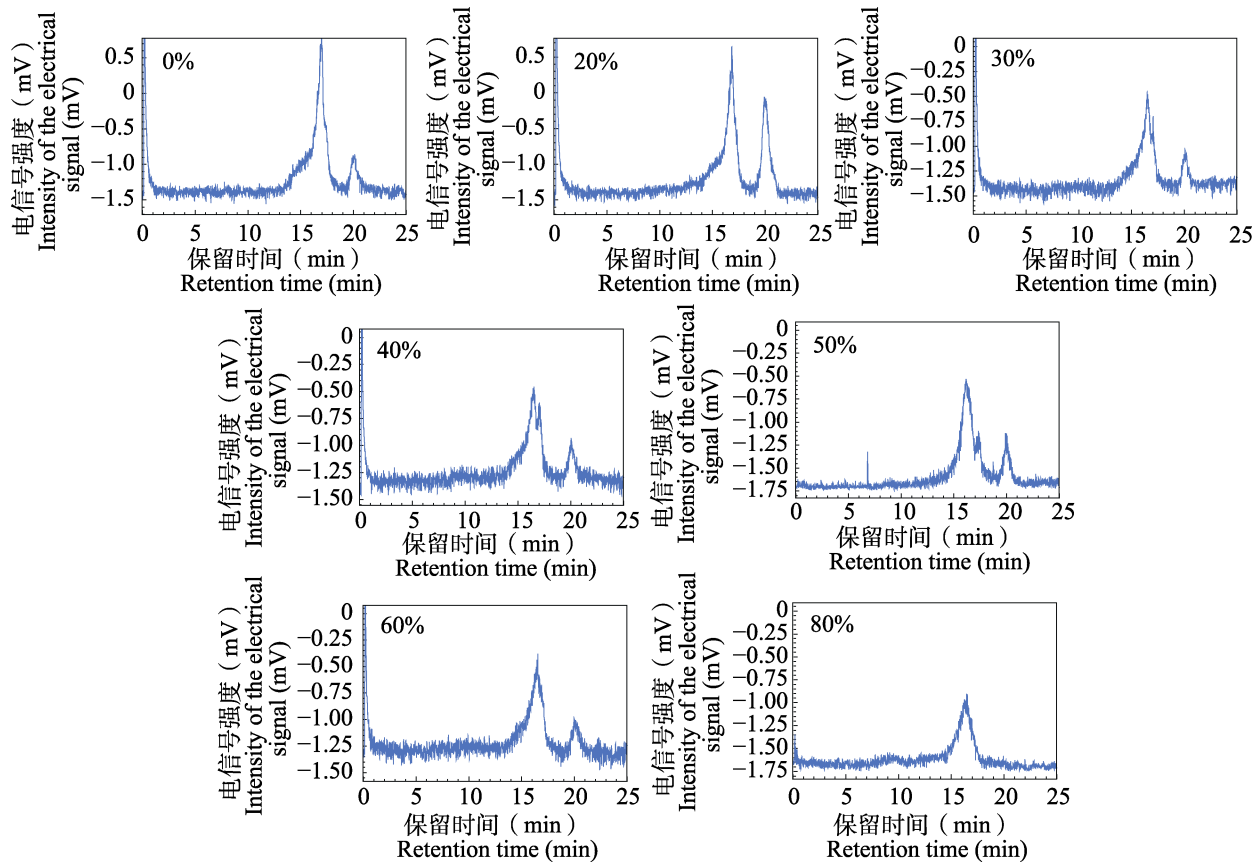 电信号强度（mV）
Intensity of the electrical
signal (mV)
0%
0.5
0
−0.5
−1.0
−1.5
0 5 10 15 20 25
保留时间（min）
Retention time (min)
电信号强度（mV）
Intensity of the electrical
signal (mV)
20%
0.5
0
−0.5
−1.0
−1.5
0 5 10 15 20 25
保留时间（min）
Retention time (min)
电信号强度（mV）
Intensity of the electrical
signal (mV)
30%
0
−0.25
−0.50
−0.75
−1.00
−1.25
−1.50
0 5 10 15 20 25
保留时间（min）
Retention time (min)
电信号强度（mV）
Intensity of the electrical
signal (mV)
40%
0
−0.25
−0.50
−0.75
−1.00
−1.25
−1.50
0 5 10 15 20 25
保留时间（min）
Retention time (min)
电信号强度（mV）
Intensity of the electrical
signal (mV)
50%
0
−0.25
−0.50
−0.75
−1.00
−1.25
−1.50
−1.75
0 5 10 15 20 25
保留时间（min）
Retention time (min)
电信号强度（mV）
Intensity of the electrical
signal (mV)
60%
0
−0.25
−0.50
−0.75
−1.00
−1.25
−1.50
0 5 10 15 20 25
保留时间（min）
Retention time (min)
电信号强度（mV）
Intensity of the electrical
signal (mV)
80%
0
−0.25
−0.50
−0.75
−1.00
−1.25
−1.50
−1.75
0 5 10 15 20 25
保留时间（min）
Retention time (min)